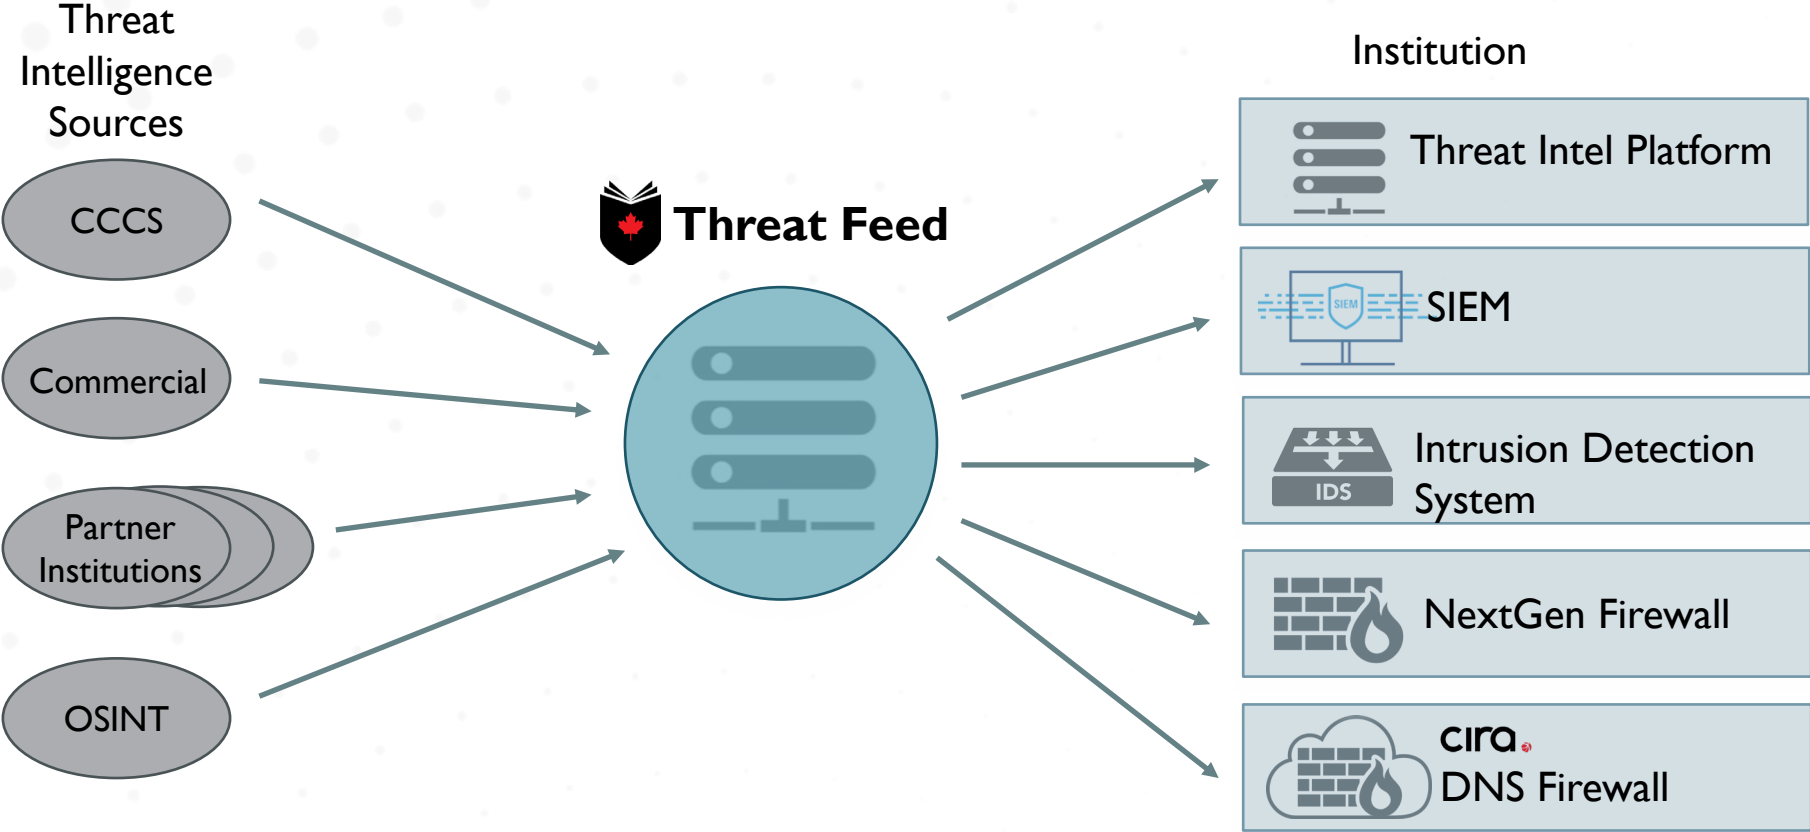 Threat
Intelligence
Sources
CCCS
Commercial
Partner
Institutions
OSINT
Threat Feed
Institution
Threat Intel Platform
SIEM
SIEM
IDS
Intrusion Detection
System
NextGen Firewall
cira
DNS Firewall